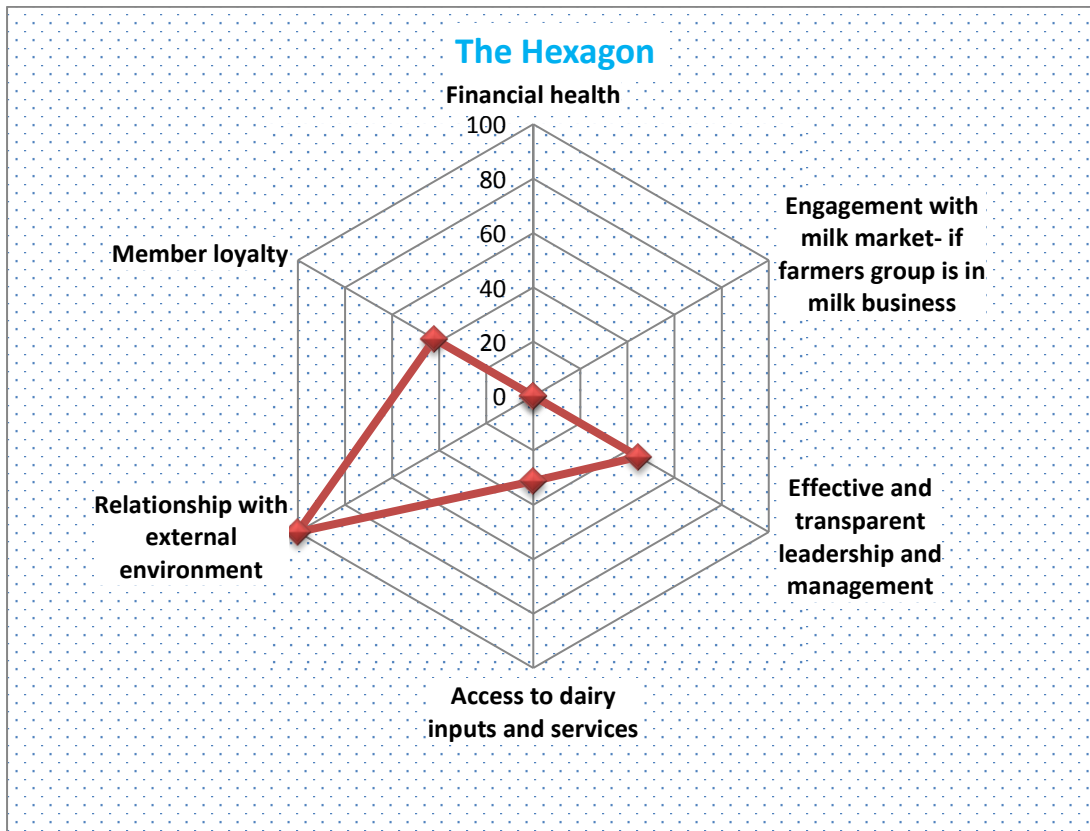 The Hexagon
Financial health
100
80
60
40
20
0
Engagement with
milk market- if
farmers group is in
milk business
Effective and
transparent
leadership and
management
Access to dairy
inputs and services
Relationship with
external
environment
Member loyalty